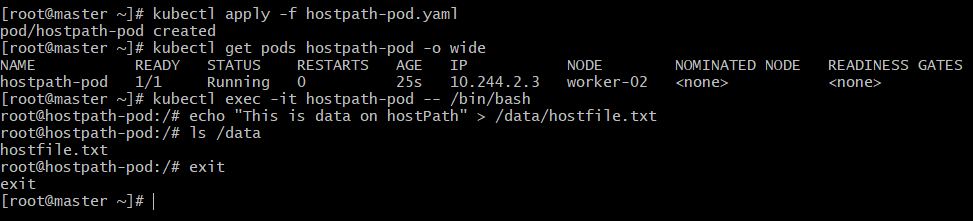 [root@master ~]# kubectl apply -f hostpath-pod.yaml
pod/hostpath-pod created
[root@master ~]# kubectl get pods hostpath-pod -o wide
NAME READY STATUS RESTARTS AGE IP NODE NOMINATED NODE READINESS GATES
hostpath-pod 1/1 Running 0 25s 10.244.2.3 worker-02 <none> <none>
[root@master ~]# kubectl exec -it hostpath-pod -- /bin/bash
root@hostpath-pod:/# echo "This is data on hostPath" > /data/hostfile.txt
root@hostpath-pod:/# ls /data
hostfile.txt
root@hostpath-pod:/# exit
exit
[root@master ~]#